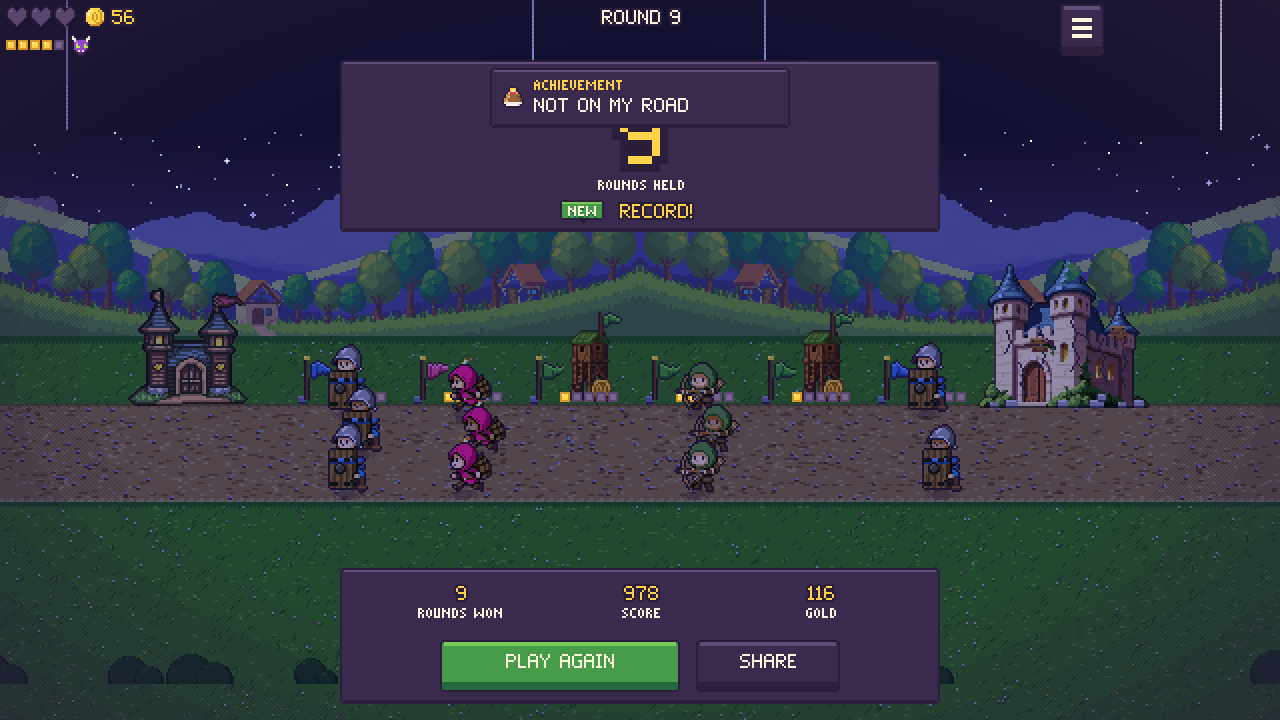 56
ROUND 9
ACHIEVEMENT
NOT ON MY ROAD
ROUNDS HELD
NEW RECORD!
9
ROUNDS WON
978
SCORE
116
GOLD
PLAY AGAIN
SHARE